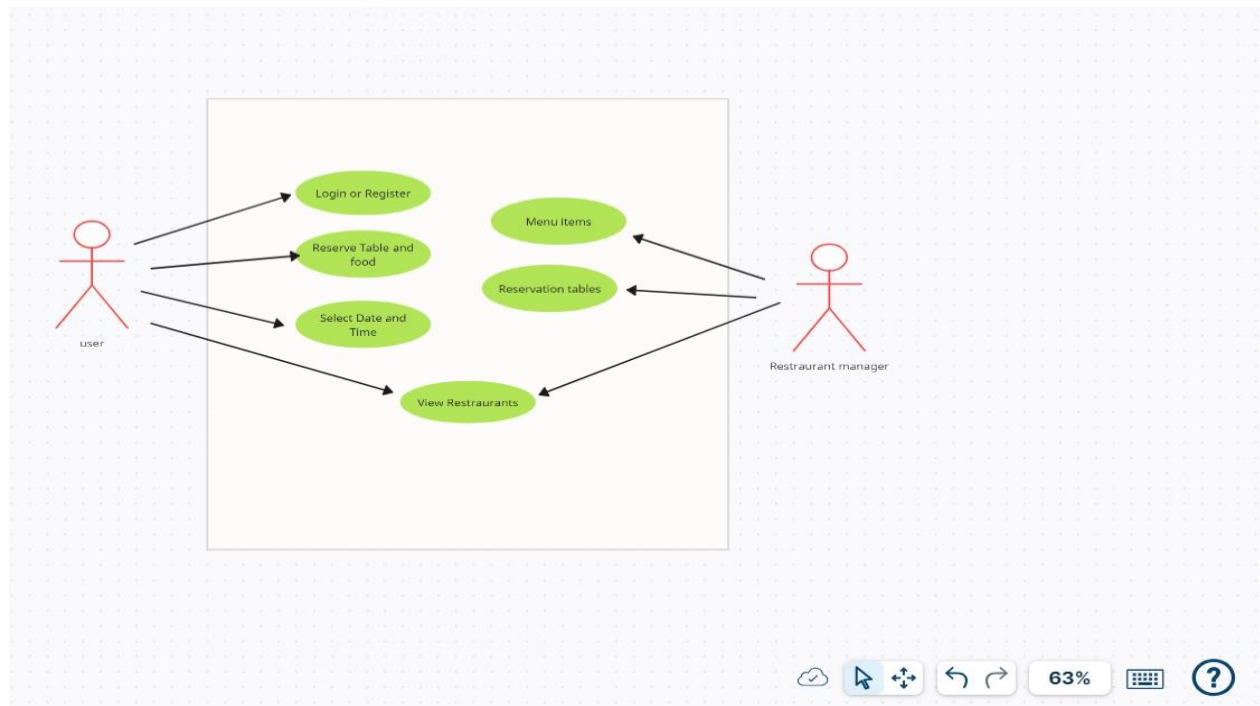 Login or Register
Menu items
Reserve Table and
food
Reservation tables
Select Date and
Time
user
Restraurant manager
View Restraurants
63%
?